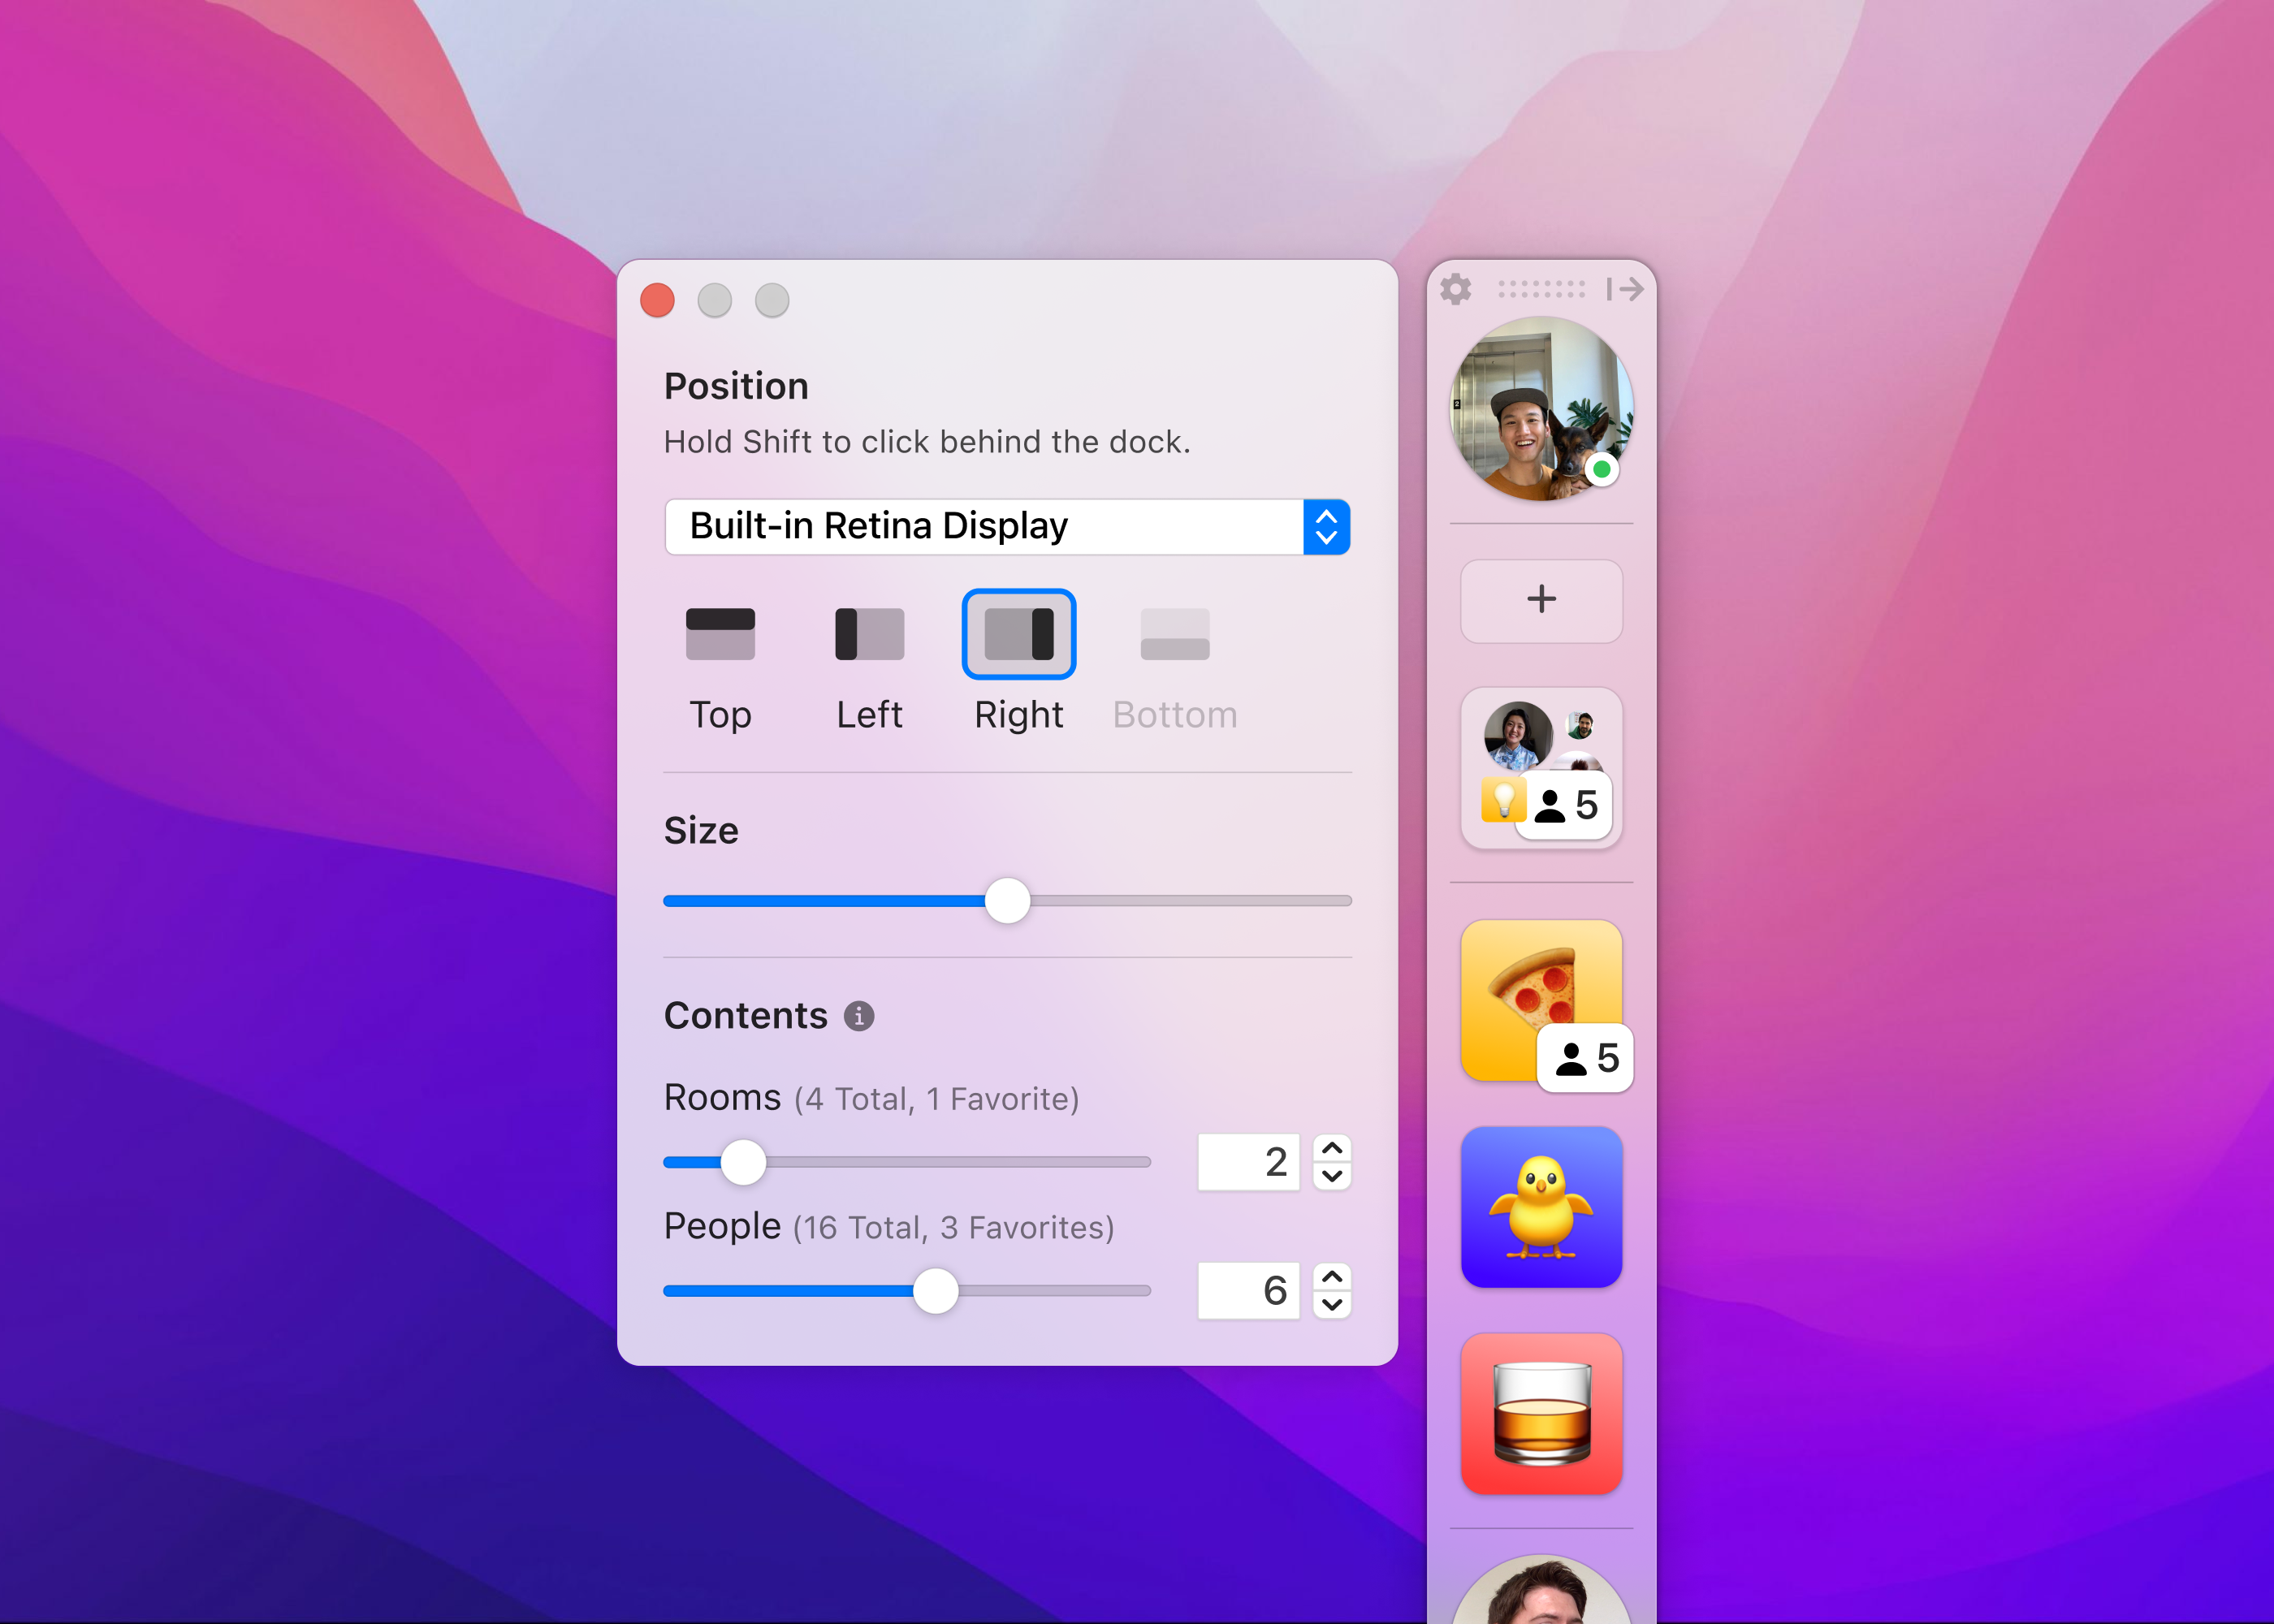 Position
Hold Shift to click behind the dock.
Built-in Retina Display
Top Left Right Bottom
Size
Contents
Rooms (4 Total, 1 Favorite)
2
People (16 Total, 3 Favorites)
6
5
5